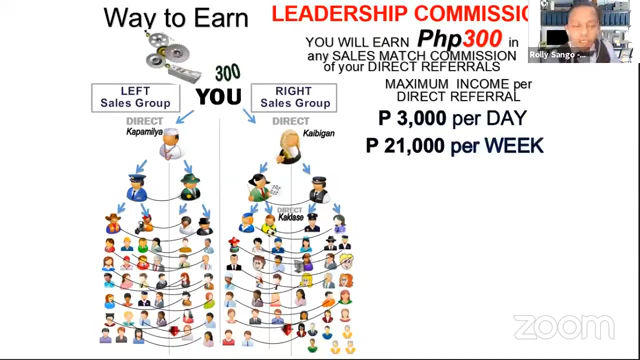 Way to Earn
LEADERSHIP COMMISSIO
YOU WILL EARN Php300 in
any SALES MATCH COMMISSION
of your DIRECT REFERRALS
Rolly Sango
MAXIMUM INCOME per
DIRECT REFERRAL
P 3,000 per DAY
P 21,000 per WEEK
300
LEFT
Sales Group
YOU
RIGHT
Sales Group
DIRECT
Kapamilya
DIRECT
Kaibigan
DIRECT
Kaklase
zoom